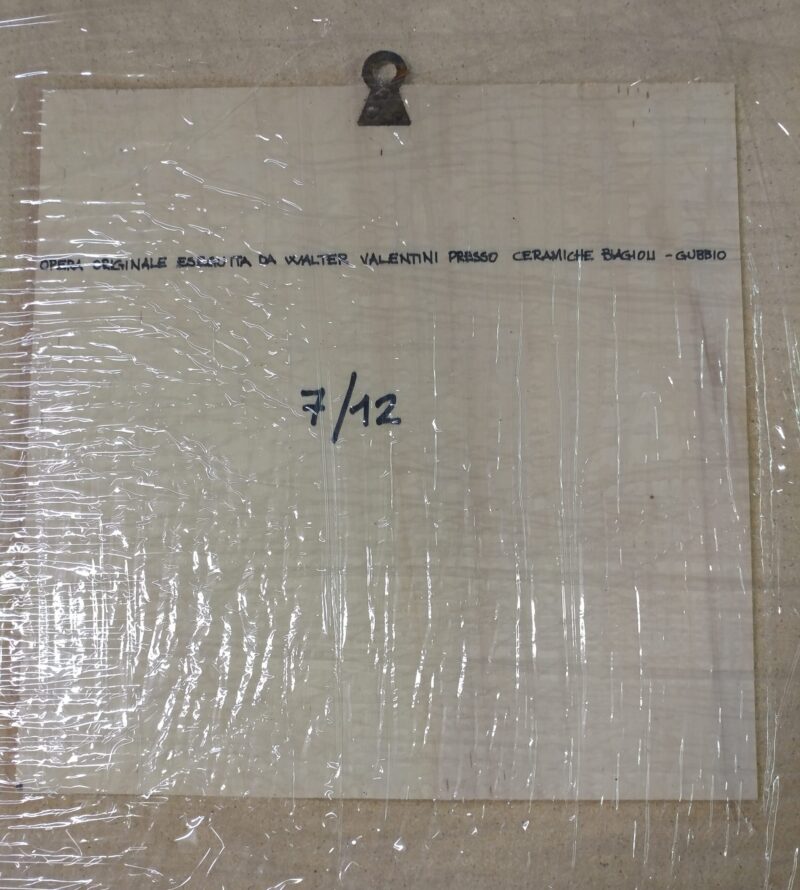 OPERA ORIGINALE ESEGUITA DA WALTER VALENTINI PRESSO CERAMICHE BIAGIOLI - GUBBIO
7/12